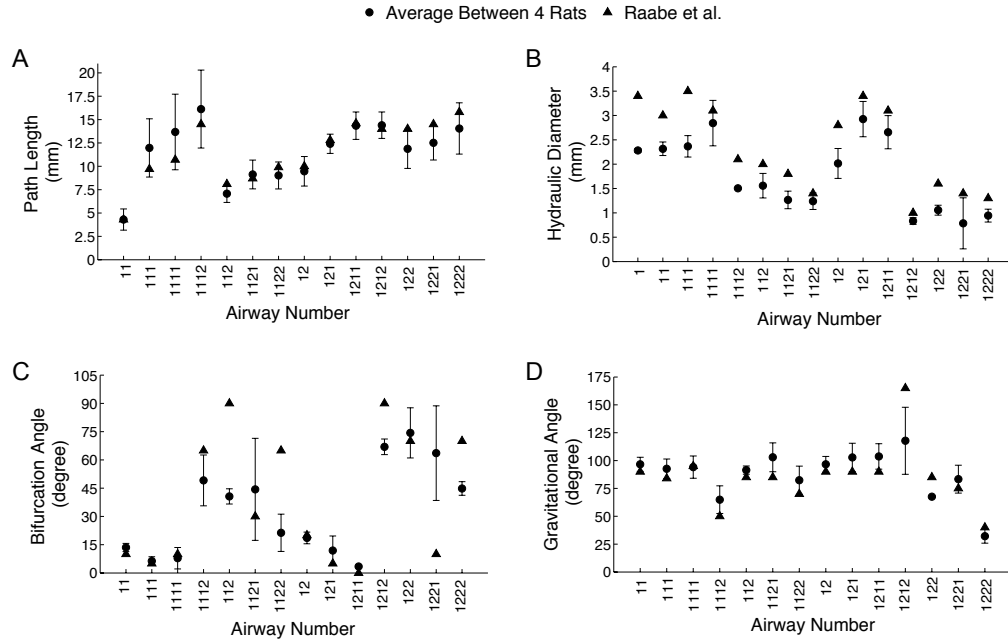 ● Average Between 4 Rats ▲ Raabe et al.
A
20
17.5
15
12.5
10
7.5
5
2.5
0
Path Length
(mm)
11 111 1111 1112 112 1121 1122 12 121 1211 1212 122 1221 1222
Airway Number
B
4
3.5
3
2.5
2
1.5
1
0.5
0
Hydraulic Diameter
(mm)
1 11 111 1111 1112 112 1121 1122 12 121 1211 1212 122 1221 1222
Airway Number
C
105
90
75
60
45
30
15
0
Bifurcation Angle
(degree)
11 111 1111 1112 112 1121 1122 12 121 1211 1212 122 1221 1222
Airway Number
D
175
150
125
100
75
50
25
0
Gravitational Angle
(degree)
11 111 1111 1112 112 1121 1122 12 121 1211 1212 122 1221 1222
Airway Number